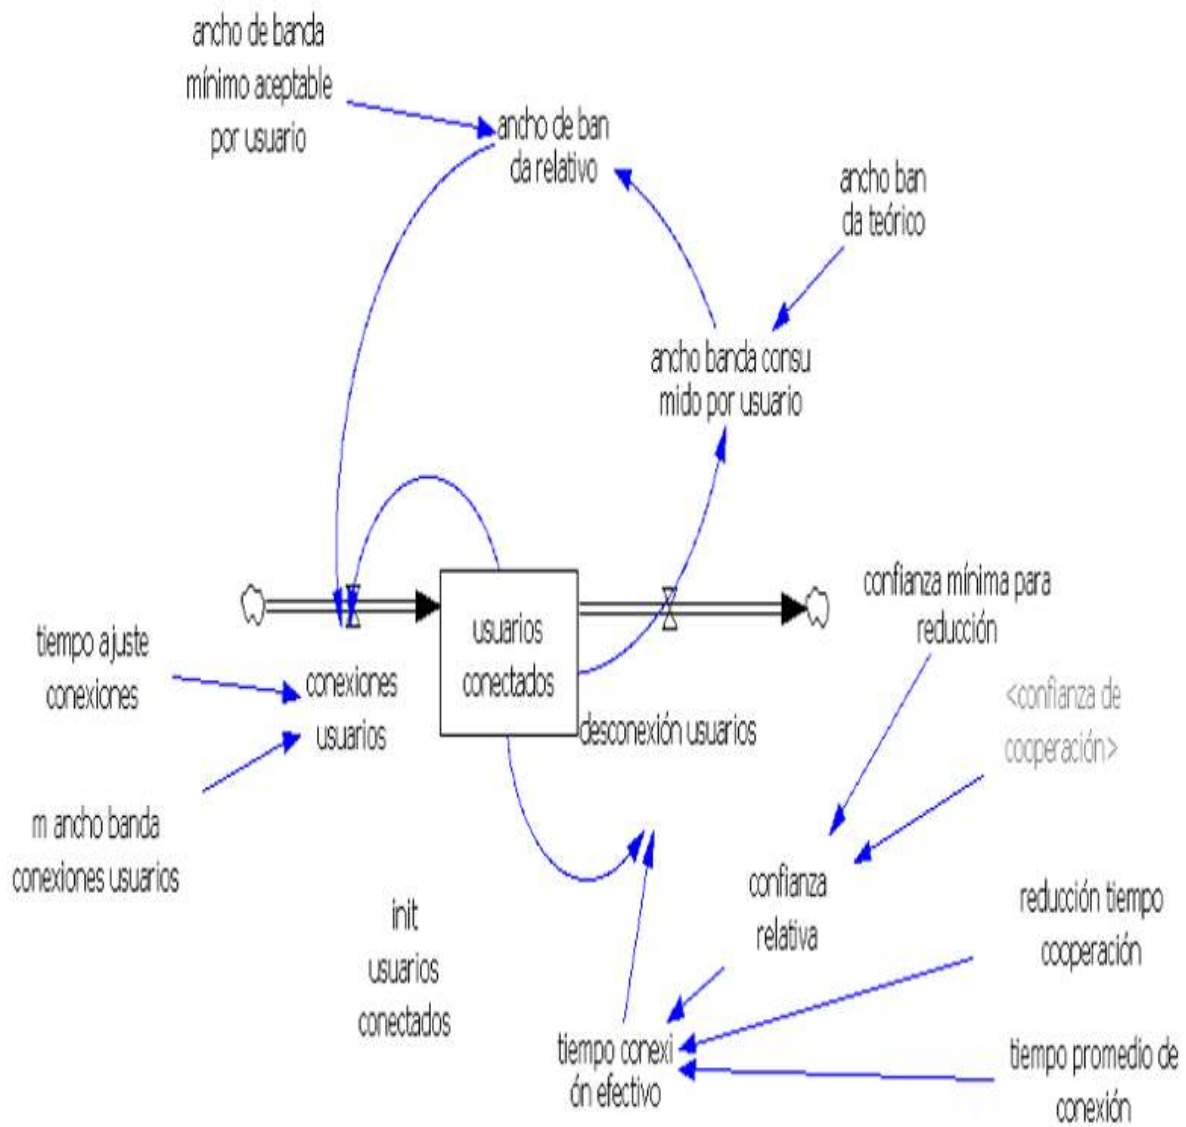 ancho de banda
mínimo aceptable
por usuario
ancho de ban
da relativo
ancho ban
da teórico
ancho banda consu
mido por usuario
confianza mínima para
reducción
usuarios
conectados
tiempo ajuste
conexiones
conexiones
usuarios
desconexión usuarios
<confianza de
cooperación>
m ancho banda
conexiones usuarios
confianza
relativa
reducción tiempo
cooperación
init
usuarios
conectados
tiempo conexi
ón efectivo
tiempo promedio de
conexión